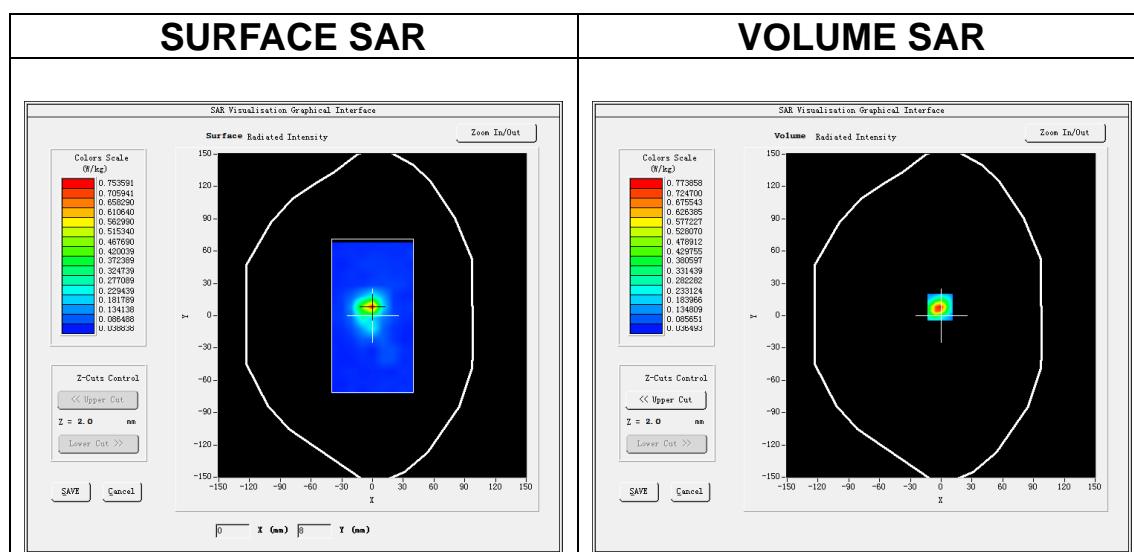 SURFACE SAR
VOLUME SAR
SAR Visualisation Graphical Interface
Surface Radiated Intensity
Zoom In/Out
Colors Scale
(W/kg)
0.753591
0.705941
0.658290
0.610640
0.562990
0.515340
0.467690
0.420039
0.372389
0.324739
0.277089
0.229439
0.181789
0.134138
0.086488
0.038838
150
120
90
60
30
0
-30
-60
-90
-120
-150
Y
-150 -120 -90 -60 -30 0 30 60 90 120 150
X
Z-Cuts Control
<< Upper Cut
Z = 2.0 mm
Lower Cut >>
SAVE Cancel
0 X (mm) 8 Y (mm)
SAR Visualisation Graphical Interface
Volume Radiated Intensity
Zoom In/Out
Colors Scale
(W/kg)
0.773858
0.724700
0.675543
0.626385
0.577227
0.528070
0.478912
0.429755
0.380597
0.331439
0.282282
0.233124
0.183966
0.134809
0.085651
0.036493
150
120
90
60
30
0
-30
-60
-90
-120
-150
Y
-150 -120 -90 -60 -30 0 30 60 90 120 150
X
Z-Cuts Control
<< Upper Cut
Z = 2.0 mm
Lower Cut >>
SAVE Cancel